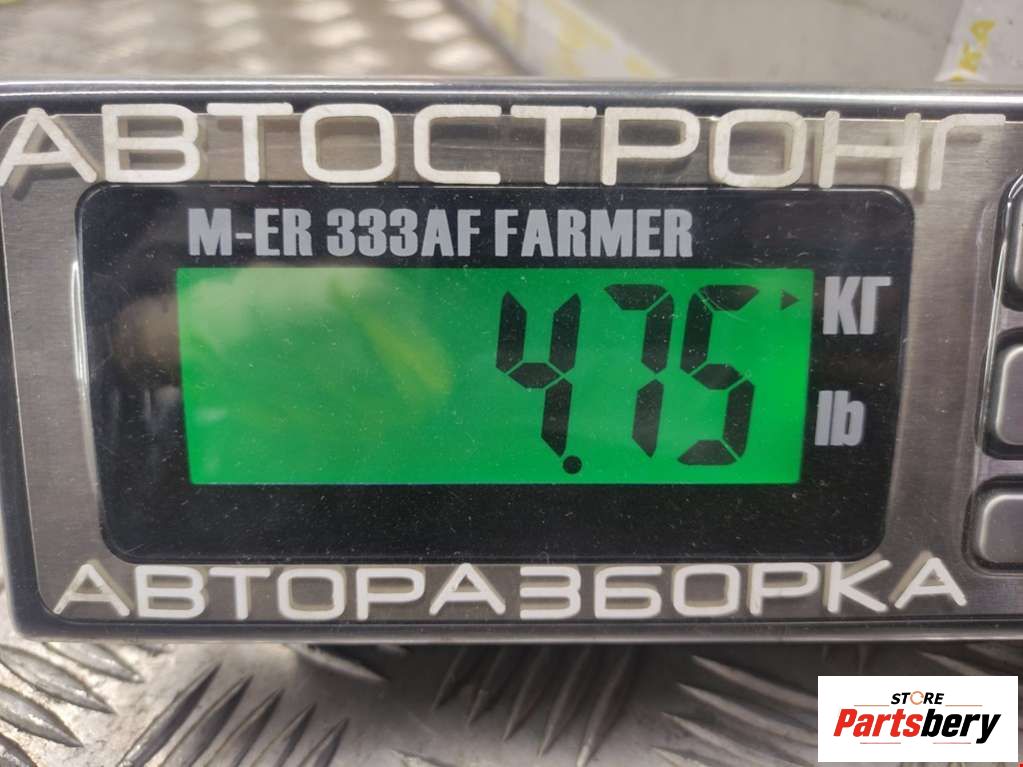 АВТОСТРОНГ
M-ER 333AF FARMER
4.75 КГ
lb
АВТОРАЗБОРКА
STORE
Partsbery